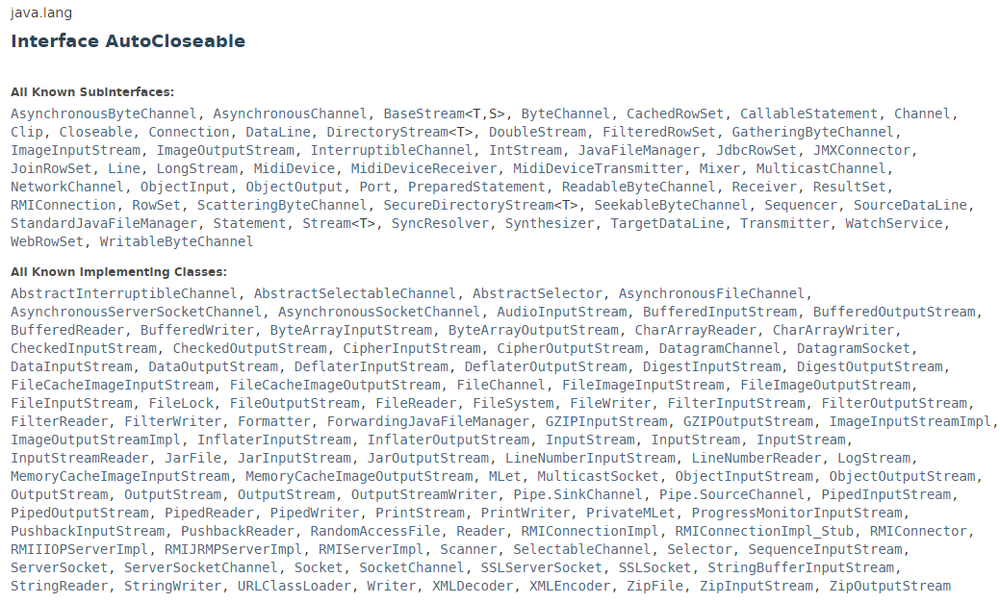 java.lang
Interface AutoCloseable
All Known Subinterfaces:
AsynchronousByteChannel, AsynchronousChannel, BaseStream<T,S>, ByteChannel, CachedRowSet, CallableStatement, Channel,
Clip, Closeable, Connection, DataLine, DirectoryStream<T>, DoubleStream, FilteredRowSet, GatheringByteChannel,
ImageInputStream, ImageOutputStream, InterruptibleChannel, IntStream, JavaFileManager, JdbcRowSet, JMXConnector,
JoinRowSet, Line, LongStream, MidiDevice, MidiDeviceReceiver, MidiDeviceTransmitter, Mixer, MulticastChannel,
NetworkChannel, ObjectInput, ObjectOutput, Port, PreparedStatement, ReadableByteChannel, Receiver, ResultSet,
RMIConnection, RowSet, ScatteringByteChannel, SecureDirectoryStream<T>, SeekableByteChannel, Sequencer, SourceDataLine,
StandardJavaFileManager, Statement, Stream<T>, SyncResolver, Synthesizer, TargetDataLine, Transmitter, WatchService,
WebRowSet, WritableByteChannel
All Known Implementing Classes:
AbstractInterruptibleChannel, AbstractSelectableChannel, AbstractSelector, AsynchronousFileChannel,
AsynchronousServerSocketChannel, AsynchronousSocketChannel, AudioInputStream, BufferedInputStream, BufferedOutputStream,
BufferedReader, BufferedWriter, ByteArrayInputStream, ByteArrayOutputStream, CharArrayReader, CharArrayWriter,
CheckedInputStream, CheckedOutputStream, CipherInputStream, CipherOutputStream, DatagramChannel, DatagramSocket,
DataInputStream, DataOutputStream, DeflaterInputStream, DeflaterOutputStream, DigestInputStream, DigestOutputStream,
FileCacheImageInputStream, FileCacheImageOutputStream, FileChannel, FileImageInputStream, FileImageOutputStream,
FileInputStream, FileLock, FileOutputStream, FileReader, FileSystem, FileWriter, FilterInputStream, FilterOutputStream,
FilterReader, FilterWriter, Formatter, ForwardingJavaFileManager, GZIPInputStream, GZIPOutputStream, ImageInputStreamImpl,
ImageOutputStreamImpl, InflaterInputStream, InflaterOutputStream, InputStream, InputStream, InputStream,
InputStreamReader, JarFile, JarInputStream, JarOutputStream, LineNumberInputStream, LineNumberReader, LogStream,
MemoryCacheImageInputStream, MemoryCacheImageOutputStream, MLet, MulticastSocket, ObjectInputStream, ObjectOutputStream,
OutputStream, OutputStream, OutputStream, OutputStreamWriter, Pipe.SinkChannel, Pipe.SourceChannel, PipedInputStream,
PipedOutputStream, PipedReader, PipedWriter, PrintStream, PrintWriter, PrivateMLet, ProgressMonitorInputStream,
PushbackInputStream, PushbackReader, RandomAccessFile, Reader, RMIConnectionImpl, RMIConnectionImpl_Stub, RMIConnector,
RMIIIOPServerImpl, RMIJRMPServerImpl, RMIServerImpl, Scanner, SelectableChannel, Selector, SequenceInputStream,
ServerSocket, ServerSocketChannel, Socket, SocketChannel, SSLServerSocket, SSLSocket, StringBufferInputStream,
StringReader, StringWriter, URLClassLoader, Writer, XMLDecoder, XMLEncoder, ZipFile, ZipInputStream, ZipOutputStream